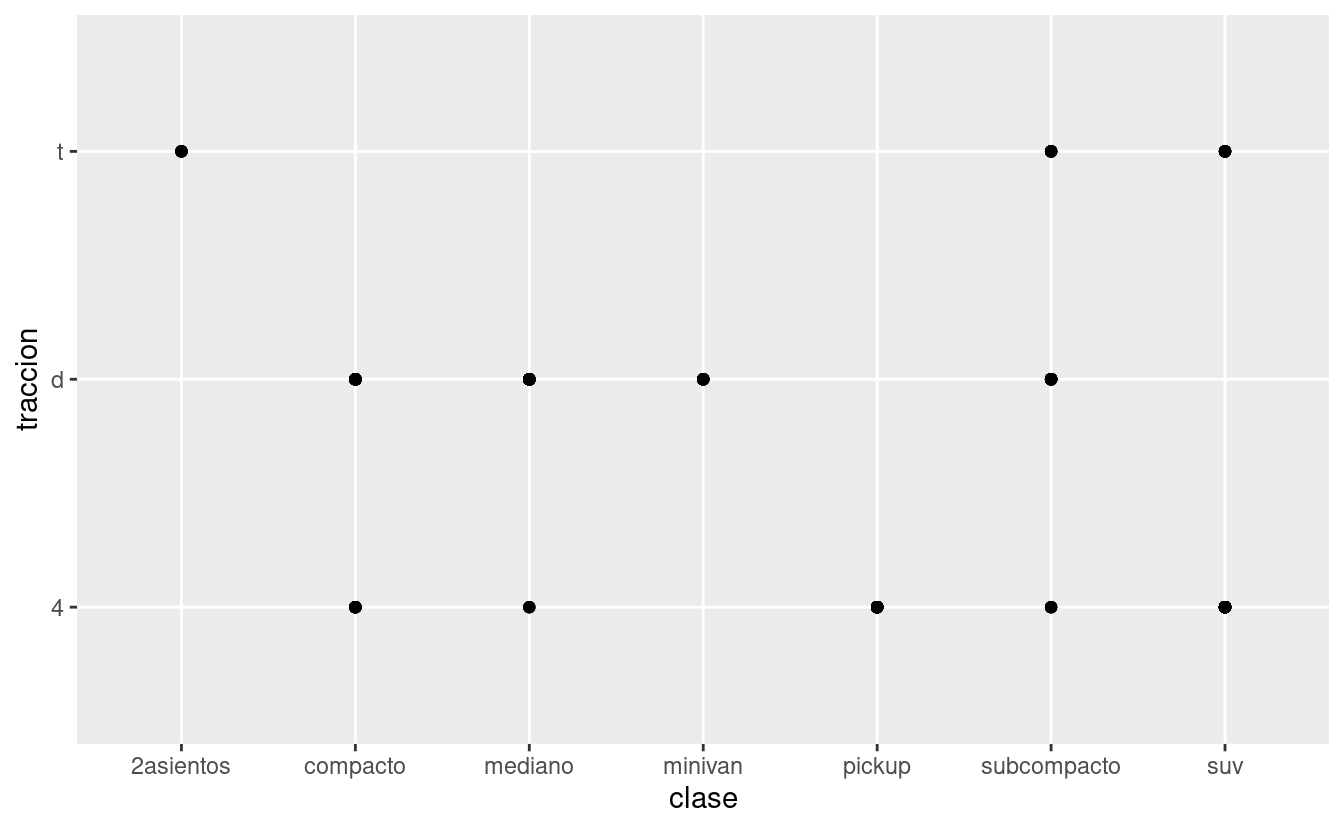 t
d
4
traccion
2asientos compacto mediano minivan pickup subcompacto suv
clase